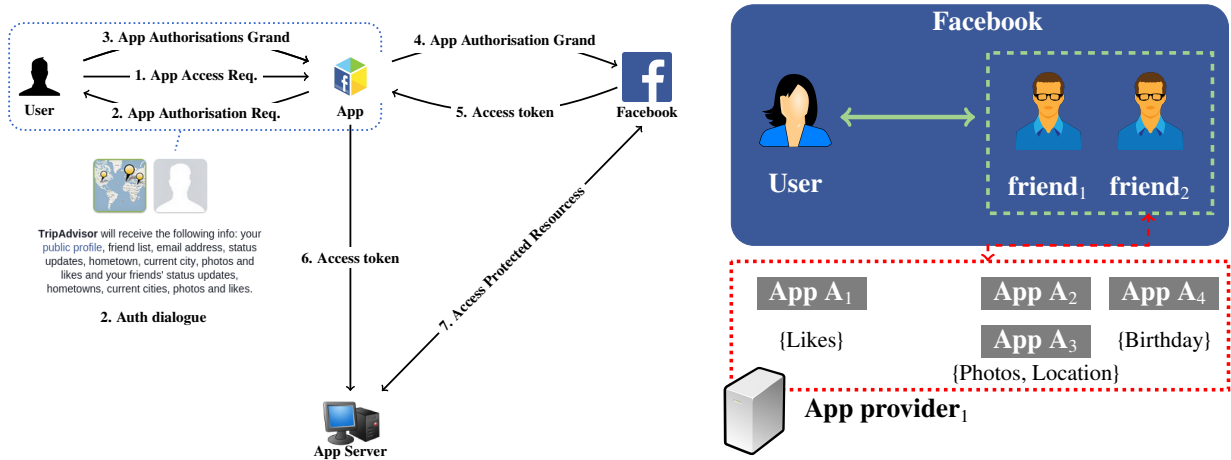 3. App Authorisations Grand
1. App Access Req.
2. App Authorisation Req.
User
App
4. App Authorisation Grand
5. Access token
Facebook
TripAdvisor will receive the following info: your
public profile, friend list, email address, status
updates, hometown, current city, photos and
likes and your friends' status updates,
hometowns, current cities, photos and likes.
2. Auth dialogue
6. Access token
7. Access Protected Resourcess
App Server
Facebook
User
friend1
friend2
App A1
App A2
App A4
{Likes}
App A3
{Birthday}
{Photos, Location}
App provider1